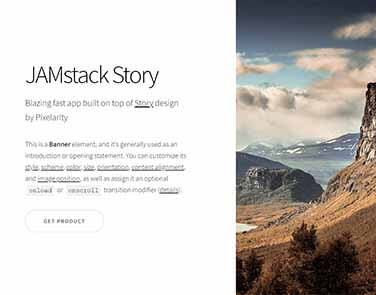 JAMstack Story
Blazing fast app built on top of Story design
by Pixelarity
This is a Banner element, and it's generally used as an
introduction or opening statement. You can customize its
style, scheme, color, size, orientation, content alignment,
and image position, as well as assign it an optional
onload or onscroll transition modifier (details).
GET PRODUCT